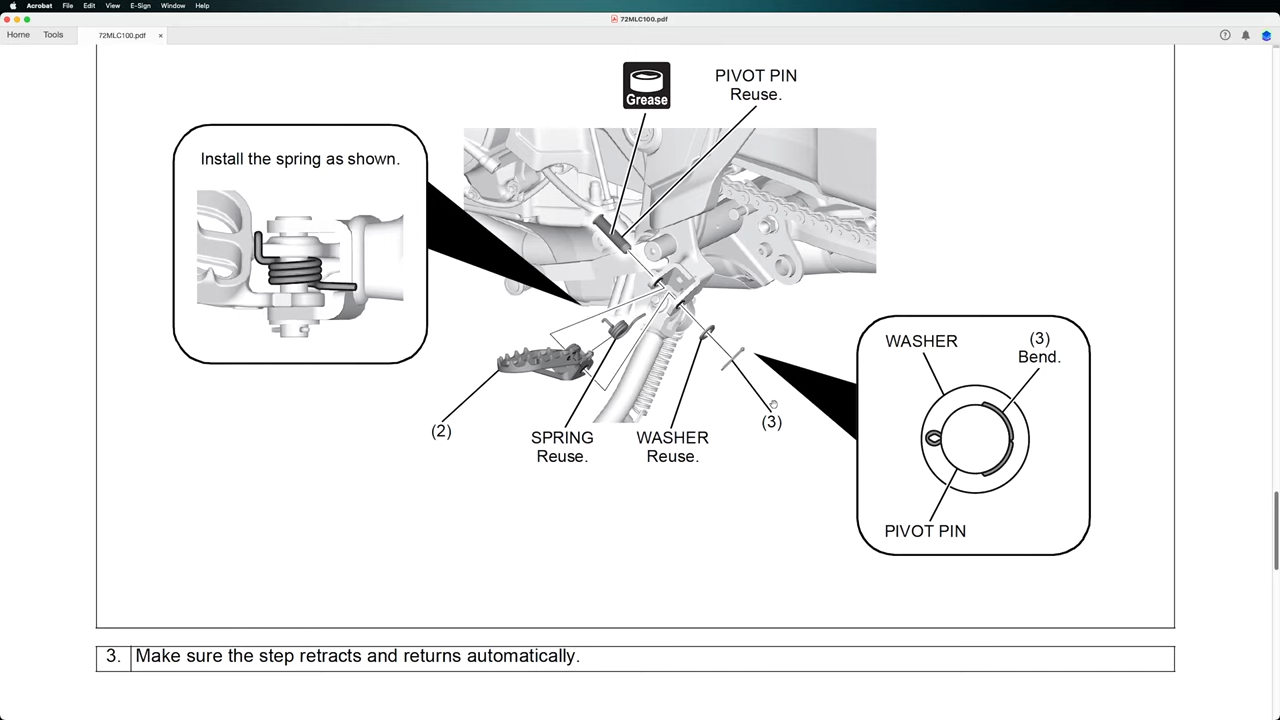 Acrobat File Edit View E-Sign Window Help
72MLC100.pdf
Home Tools 72MLC100.pdf ×
Grease
PIVOT PIN
Reuse.
Install the spring as shown.
WASHER
(3)
Bend.
(2)
SPRING
Reuse.
WASHER
Reuse.
(3)
PIVOT PIN
3. Make sure the step retracts and returns automatically.